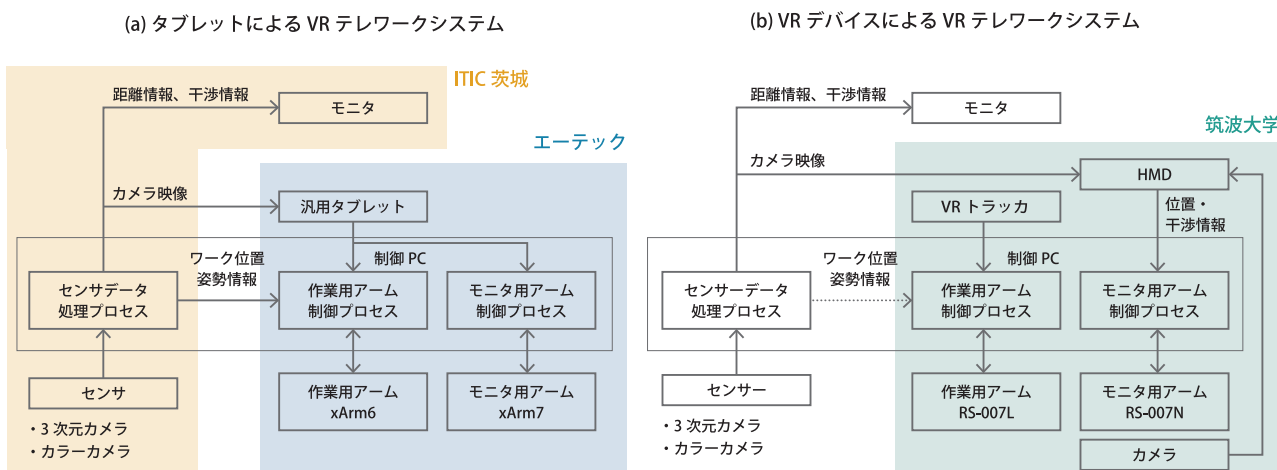 (a) タブレットによる VR テレワークシステム
ITIC 茨城
距離情報、干渉情報
モニタ
エーテック
カメラ映像
汎用タブレット
ワーク位置
姿勢情報
制御 PC
センサデータ
処理プロセス
作業用アーム
制御プロセス
モニタ用アーム
制御プロセス
センサ
作業用アーム
xArm6
モニタ用アーム
xArm7
・3 次元カメラ
・カラーカメラ
(b) VR デバイスによる VR テレワークシステム
距離情報、干渉情報
モニタ
筑波大学
カメラ映像
HMD
VR トラッカ
位置・
干渉情報
ワーク位置
姿勢情報
制御 PC
センサーデータ
処理プロセス
作業用アーム
制御プロセス
モニタ用アーム
制御プロセス
センサー
作業用アーム
RS-007L
モニタ用アーム
RS-007N
・3 次元カメラ
・カラーカメラ
カメラ